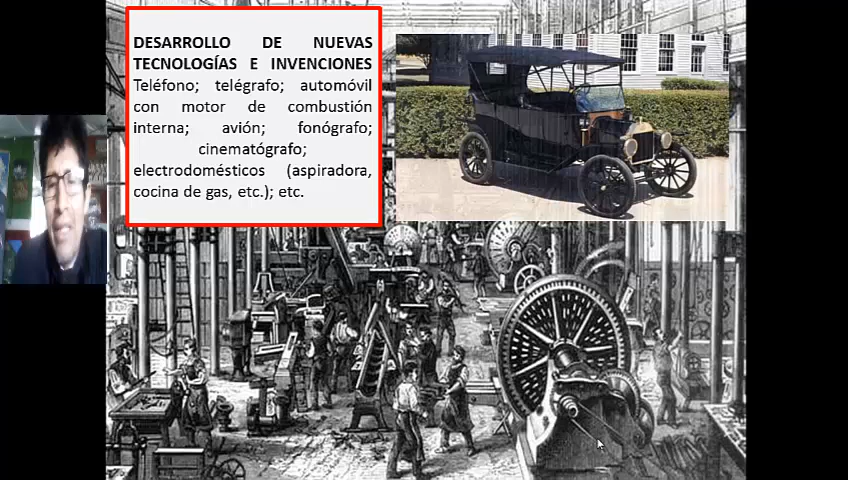 DESARROLLO DE NUEVAS
TECNOLOGÍAS E INVENCIONES
Teléfono; telégrafo; automóvil
con motor de combustión
interna; avión; fonógrafo;
cinematógrafo;
electrodomésticos (aspiradora,
cocina de gas, etc.); etc.